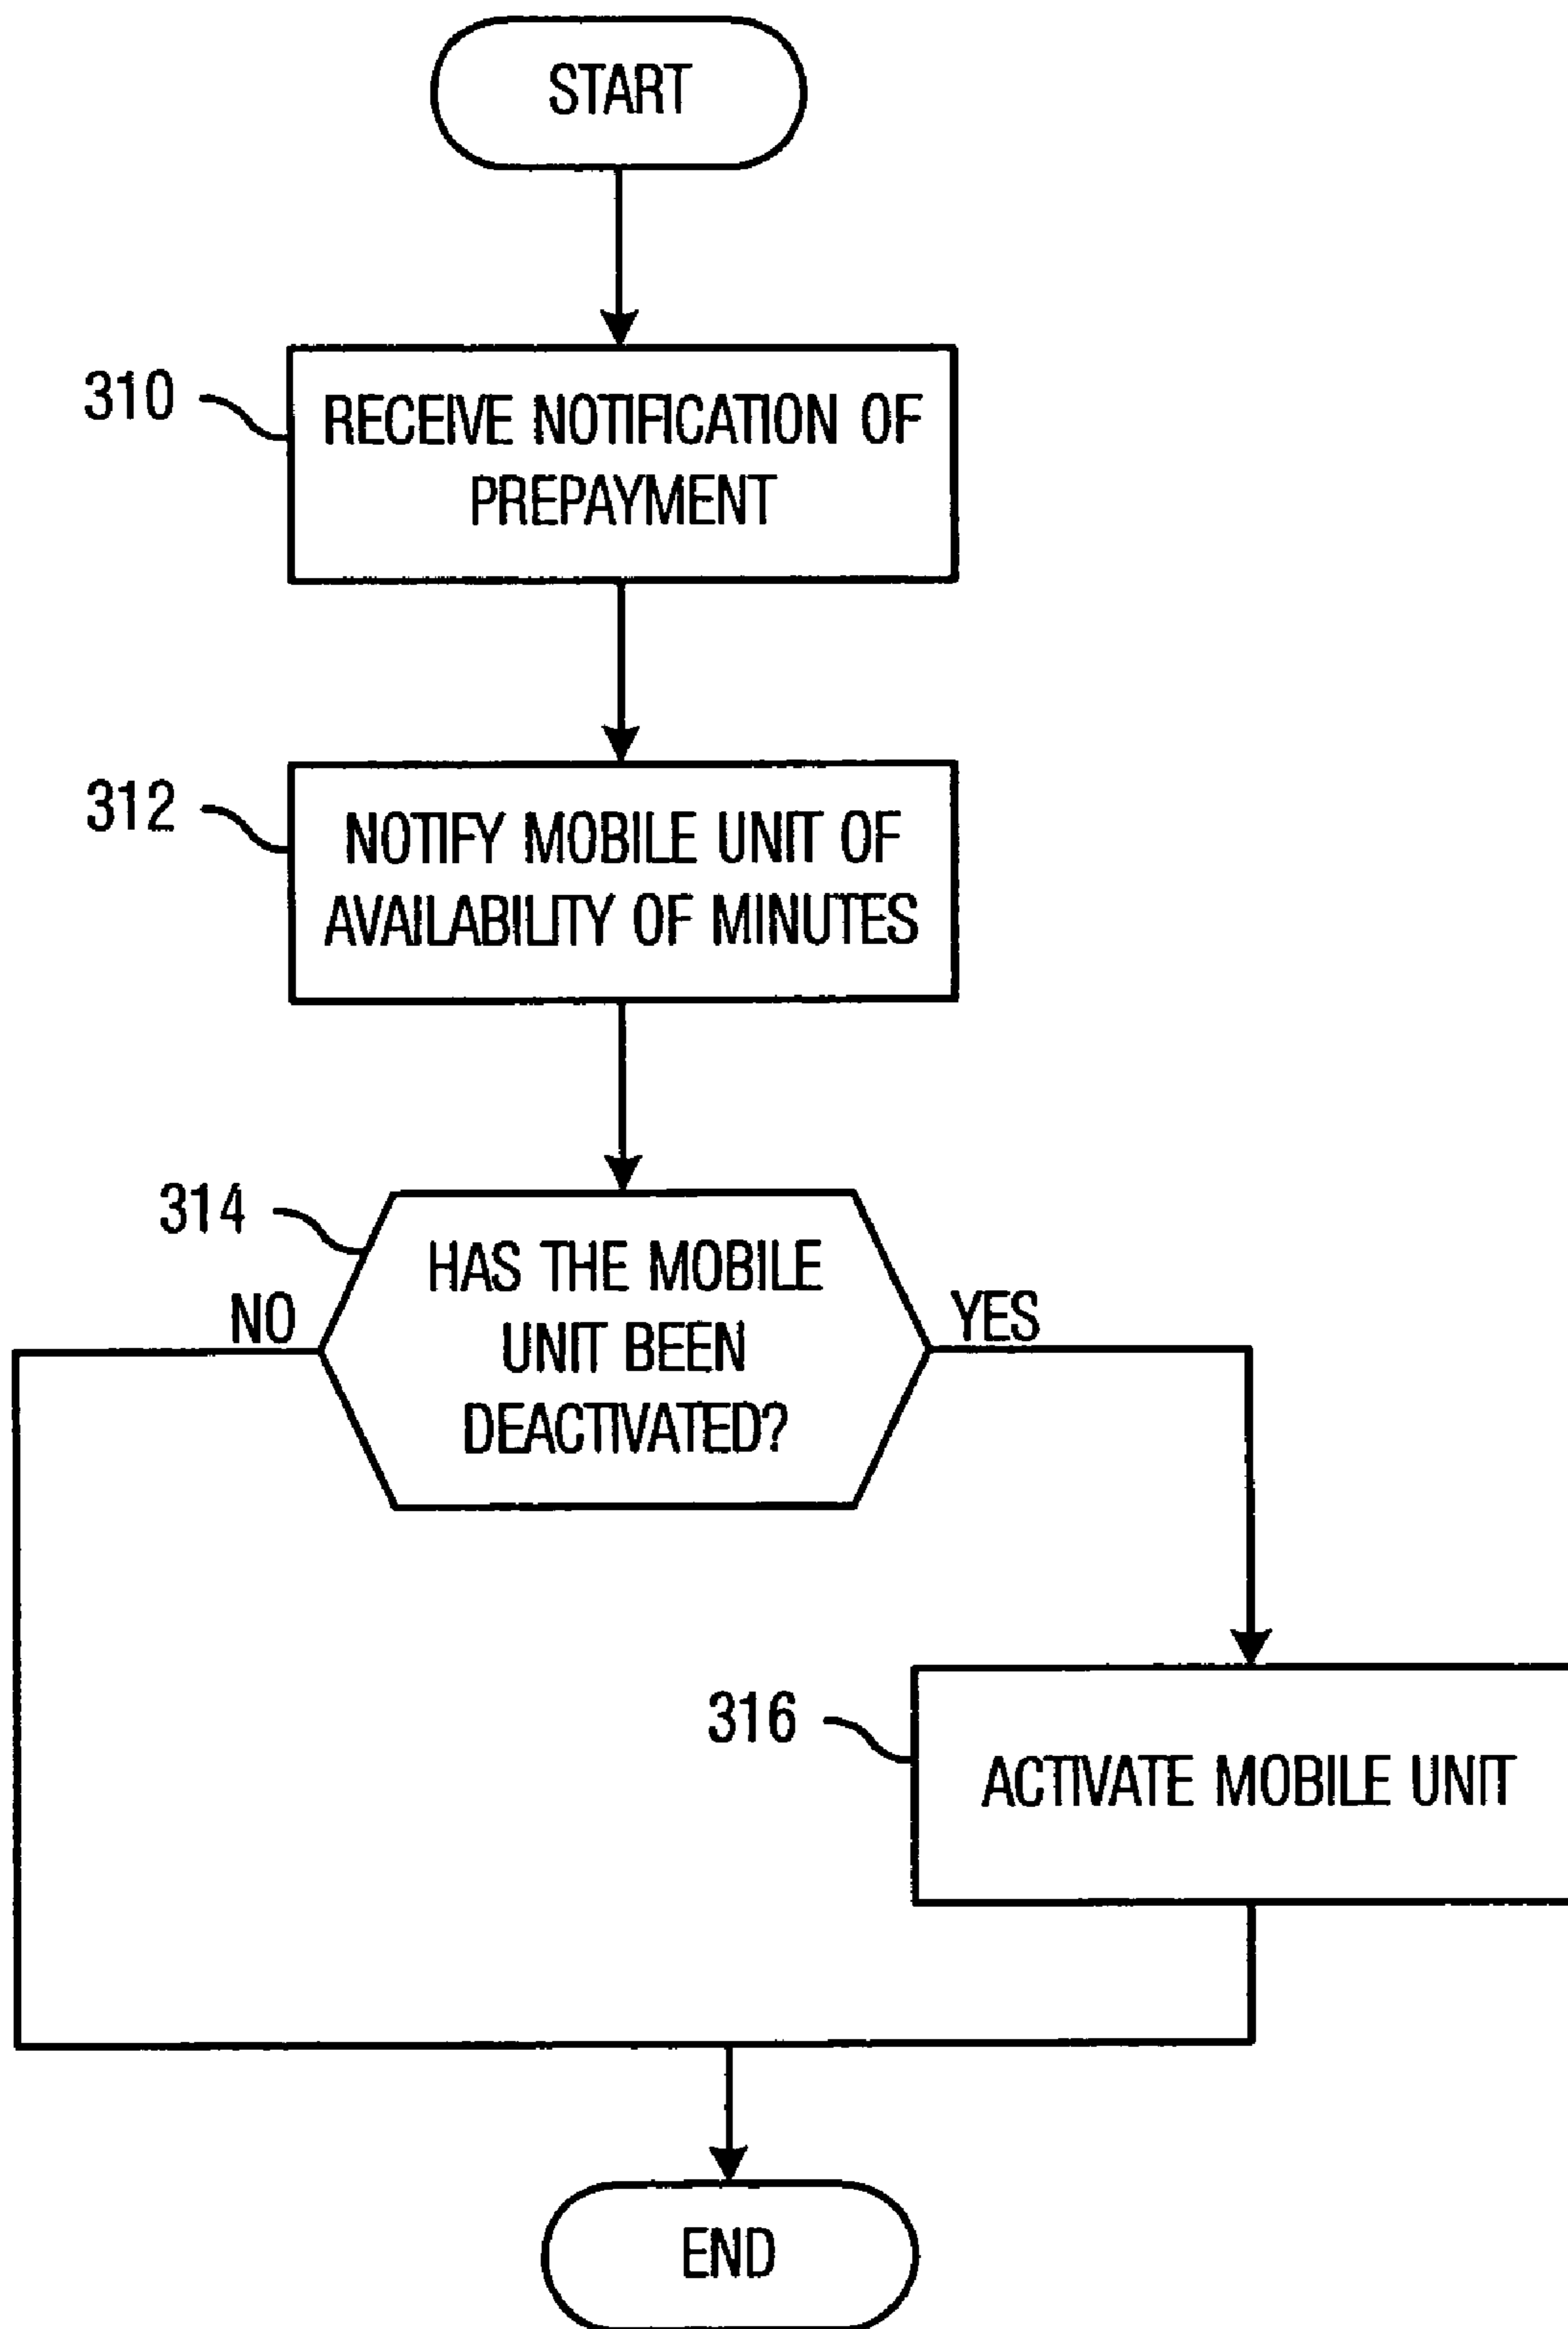 START
310
RECEIVE NOTIFICATION OF
PREPAYMENT
312
NOTIFY MOBILE UNIT OF
AVAILABILITY OF MINUTES
314
HAS THE MOBILE
UNIT BEEN
DEACTIVATED?
NO
YES
316
ACTIVATE MOBILE UNIT
END